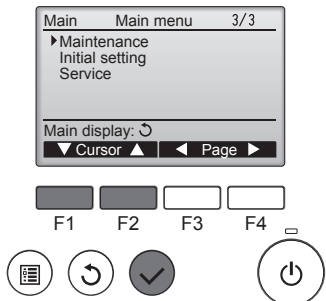 Main Main menu 3/3
Maintenance
Initial setting
Service
Main display:
Cursor Page
F1 F2 F3 F4